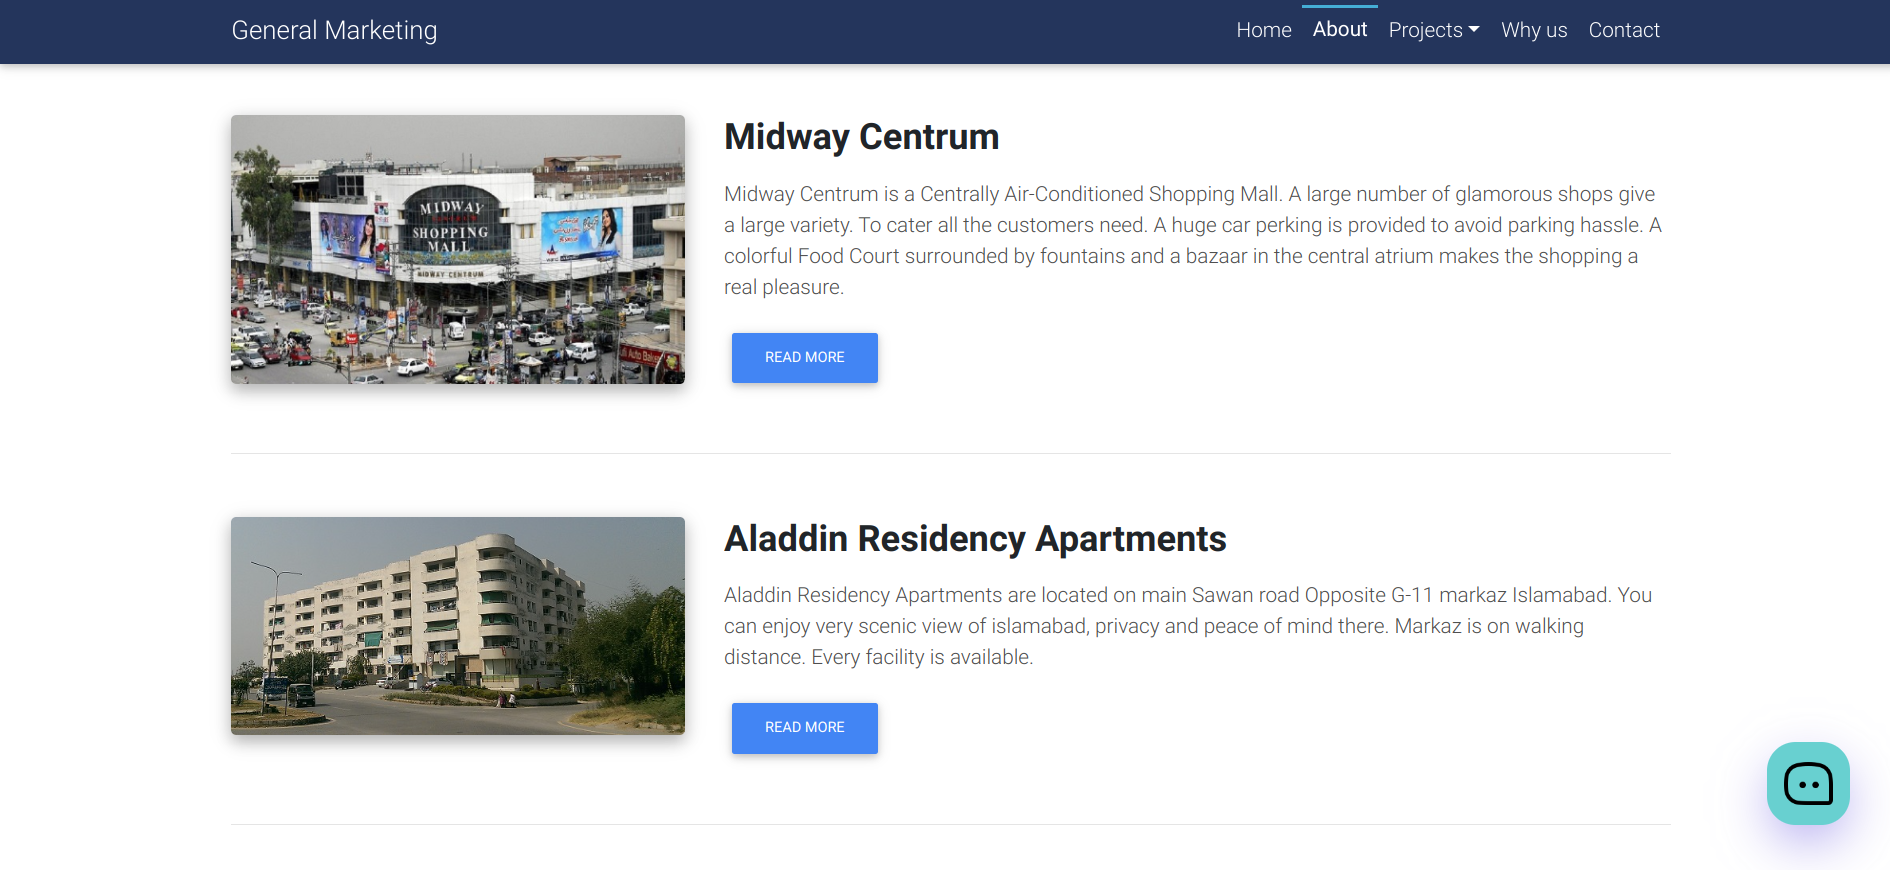 General Marketing
Home About Projects Why us Contact
MIDWAY
SHOPPING
MALL
MIDWAY CENTRUM
Midway Centrum
Midway Centrum is a Centrally Air-Conditioned Shopping Mall. A large number of glamorous shops give
a large variety. To cater all the customers need. A huge car perking is provided to avoid parking hassle. A
colorful Food Court surrounded by fountains and a bazaar in the central atrium makes the shopping a
real pleasure.
READ MORE
Aladdin Residency Apartments
Aladdin Residency Apartments are located on main Sawan road Opposite G-11 markaz Islamabad. You
can enjoy very scenic view of islamabad, privacy and peace of mind there. Markaz is on walking
distance. Every facility is available.
READ MORE